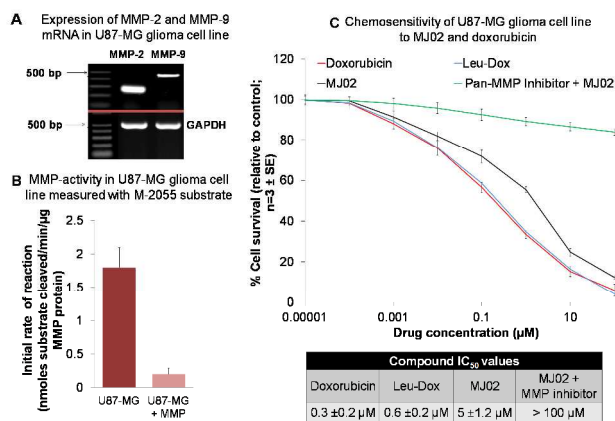 A
Expression of MMP-2 and MMP-9
mRNA in U87-MG glioma cell line
MMP-2 MMP-9
500 bp
500 bp
GAPDH
B
MMP-activity in U87-MG glioma cell
line measured with M-2055 substrate
Initial rate of reaction
(nmoles substrate cleaved/min/µg
MMP protein)
2.5
2
1.5
1
0.5
0
U87-MG
U87-MG
+ MMP
C
Chemosensitivity of U87-MG glioma cell line
to MJ02 and doxorubicin
Doxorubicin
Leu-Dox
MJ02
Pan-MMP Inhibitor + MJ02
% Cell survival (relative to control;
n=3 ± SE)
120
100
80
60
40
20
0
0.00001
0.001
0.1
10
Drug concentration (µM)
Compound IC50 values
Doxorubicin
Leu-Dox
MJ02
MJ02 +
MMP inhibitor
0.3 ±0.2 µM
0.6 ±0.2 µM
5 ±1.2 µM
> 100 µM